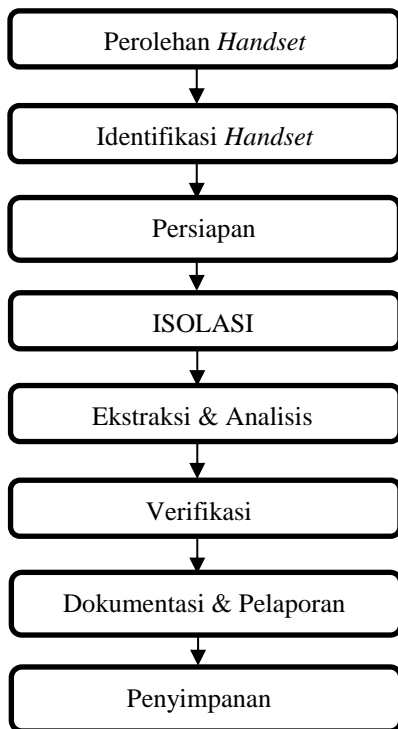 Perolehan Handset
Identifikasi Handset
Persiapan
ISOLASI
Ekstraksi & Analisis
Verifikasi
Dokumentasi & Pelaporan
Penyimpanan